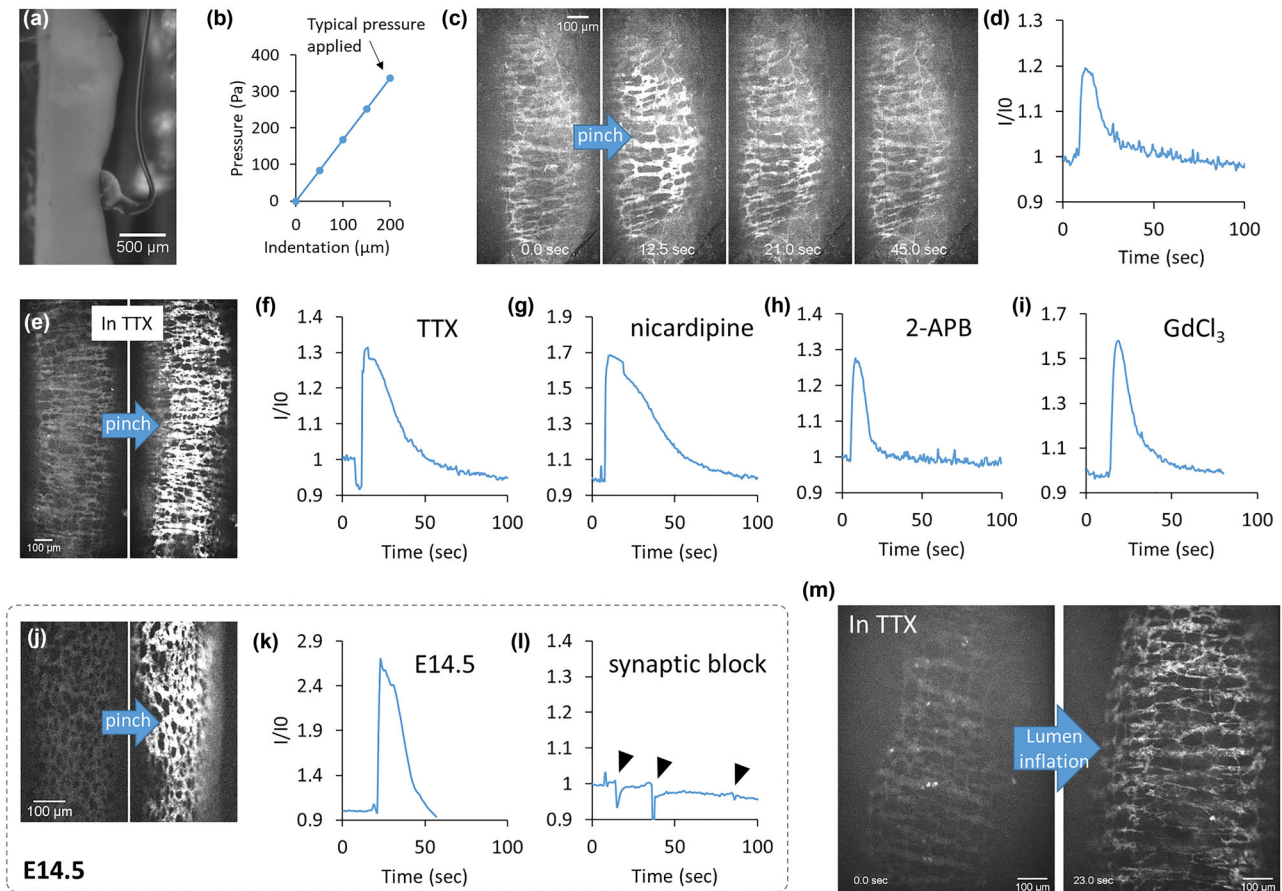 (a)
500 µm
(b)
Typical pressure
applied
Pressure (Pa)
400
300
200
100
0
0 100 200
Indentation (µm)
(c)
100 µm
pinch
0.0 sec
12.5 sec
21.0 sec
45.0 sec
(d)
I/I0
1.3
1.2
1.1
1
0.9
0 50 100
Time (sec)
(e)
In TTX
pinch
100 µm
(f)
TTX
I/I0
1.4
1.3
1.2
1.1
1
0.9
0 50 100
Time (sec)
(g)
nicardipine
1.9
1.7
1.5
1.3
1.1
0.9
0 50 100
Time (sec)
(h)
2-APB
1.4
1.3
1.2
1.1
1
0.9
0 50 100
Time (sec)
(i)
GdCl3
1.7
1.5
1.3
1.1
0.9
0 50 100
Time (sec)
(j)
pinch
100 µm
E14.5
(k)
E14.5
I/I0
2.9
2.4
1.9
1.4
0.9
0 50 100
Time (sec)
(l)
synaptic block
1.4
1.3
1.2
1.1
1
0.9
0 50 100
Time (sec)
(m)
In TTX
Lumen
inflation
0.0 sec
100 µm
23.0 sec
100 µm